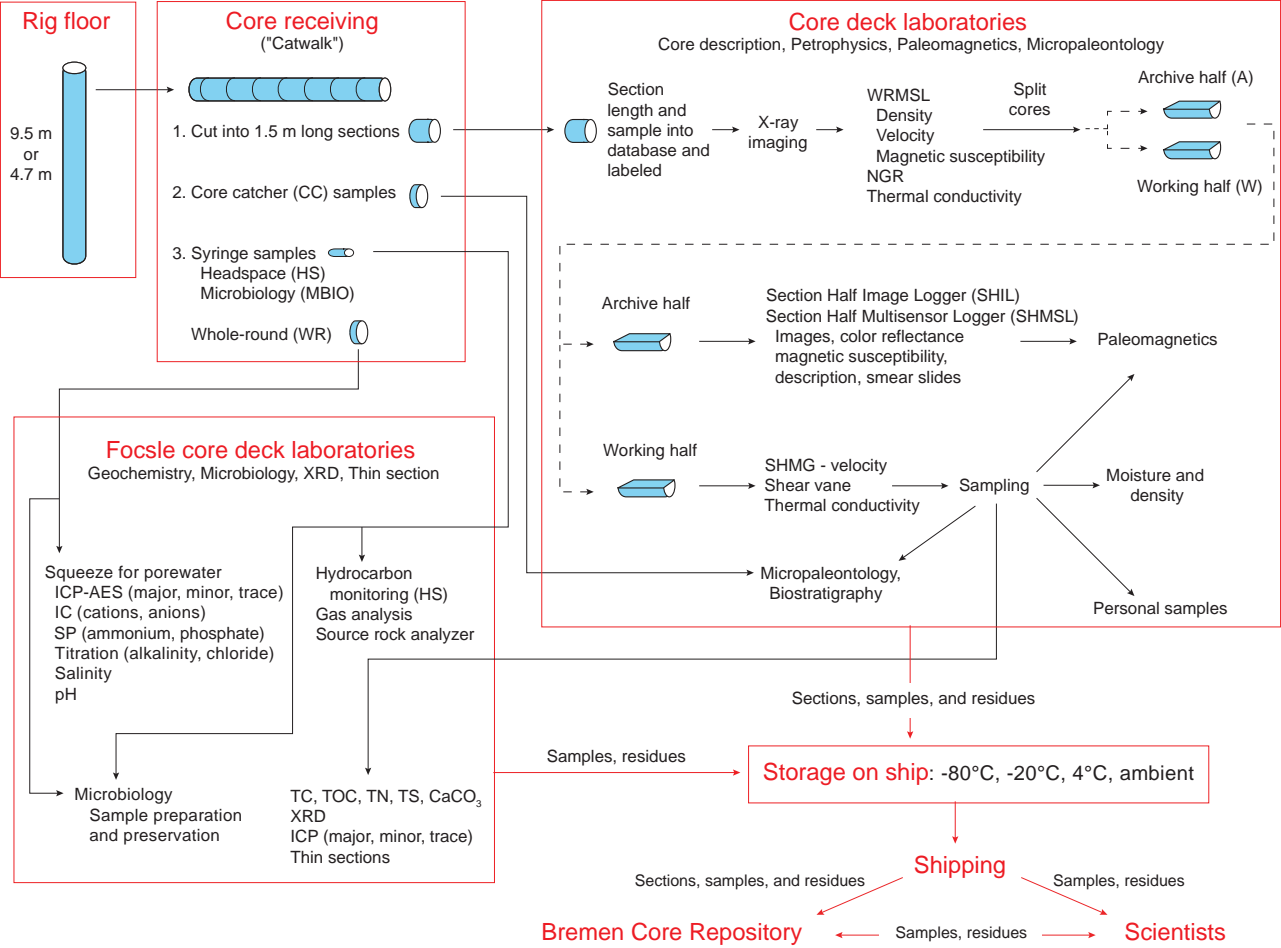 Rig floor
9.5 m
or
4.7 m
Core receiving
("Catwalk")
1. Cut into 1.5 m long sections
2. Core catcher (CC) samples
3. Syringe samples
Headspace (HS)
Microbiology (MBIO)
Whole-round (WR)
Core deck laboratories
Core description, Petrophysics, Paleomagnetics, Micropaleontology
Section
length and
sample into
database and
labeled
X-ray
imaging
WRMSL
Density
Velocity
Magnetic susceptibility
NGR
Thermal conductivity
Split
cores
Archive half (A)
Working half (W)
Archive half
Section Half Image Logger (SHIL)
Section Half Multisensor Logger (SHMSL)
Images, color reflectance
magnetic susceptibility,
description, smear slides
Paleomagnetics
Working half
SHMG - velocity
Shear vane
Thermal conductivity
Sampling
Moisture and
density
Micropaleontology,
Biostratigraphy
Personal samples
Focsle core deck laboratories
Geochemistry, Microbiology, XRD, Thin section
Squeeze for porewater
ICP-AES (major, minor, trace)
IC (cations, anions)
SP (ammonium, phosphate)
Titration (alkalinity, chloride)
Salinity
pH
Hydrocarbon
monitoring (HS)
Gas analysis
Source rock analyzer
Microbiology
Sample preparation
and preservation
TC, TOC, TN, TS, CaCO₃
XRD
ICP (major, minor, trace)
Thin sections
Samples, residues
Sections, samples, and residues
Storage on ship: -80°C, -20°C, 4°C, ambient
Shipping
Sections, samples, and residues
Samples, residues
Bremen Core Repository
Samples, residues
Scientists